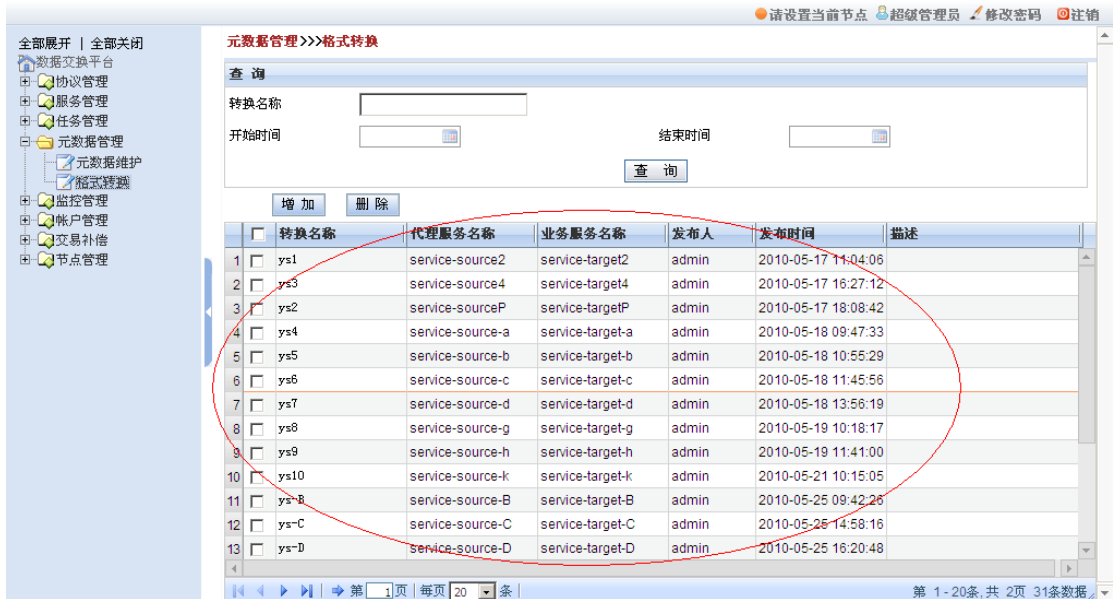 请设置当前节点 超级管理员 修改密码 注销
全部展开 | 全部关闭
数据交换平台
协议管理
服务管理
任务管理
元数据管理
元数据维护
格式转换
监控管理
帐户管理
交易补偿
节点管理
元数据管理>>>格式转换
查 询
转换名称
开始时间 结束时间
查 询
增 加 删 除
转换名称 代理服务名称 业务服务名称 发布人 发布时间 描述
1 ys1 service-source2 service-target2 admin 2010-05-17 11:04:06
2 ys3 service-source4 service-target4 admin 2010-05-17 16:27:12
3 ys2 service-sourceP service-targetP admin 2010-05-17 18:08:42
4 ys4 service-source-a service-target-a admin 2010-05-18 09:47:33
5 ys5 service-source-b service-target-b admin 2010-05-18 10:55:29
6 ys6 service-source-c service-target-c admin 2010-05-18 11:45:56
7 ys7 service-source-d service-target-d admin 2010-05-18 13:56:19
8 ys8 service-source-g service-target-g admin 2010-05-19 10:18:17
9 ys9 service-source-h service-target-h admin 2010-05-19 11:41:00
10 ys10 service-source-k service-target-k admin 2010-05-21 10:15:05
11 ys-B service-source-B service-target-B admin 2010-05-25 09:42:26
12 ys-C service-source-C service-target-C admin 2010-05-25 14:58:16
13 ys-D service-source-D service-target-D admin 2010-05-25 16:20:48
第 1 页 | 每页 20 条 | 第 1-20条,共 2页 31条数据